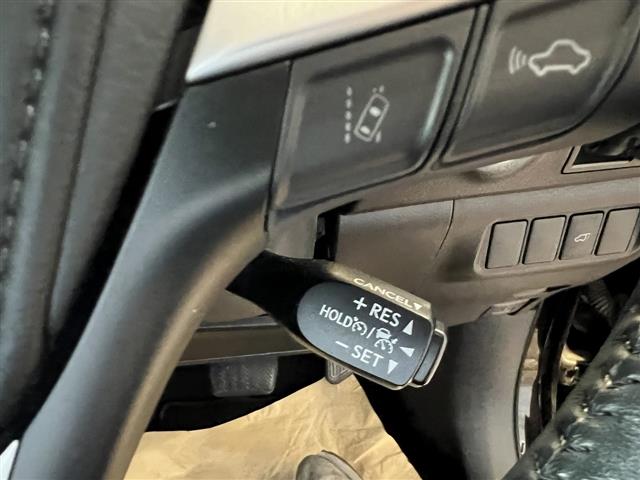 CANCEL▼
+ RES ▲
HOLD / ◀
− SET ▼